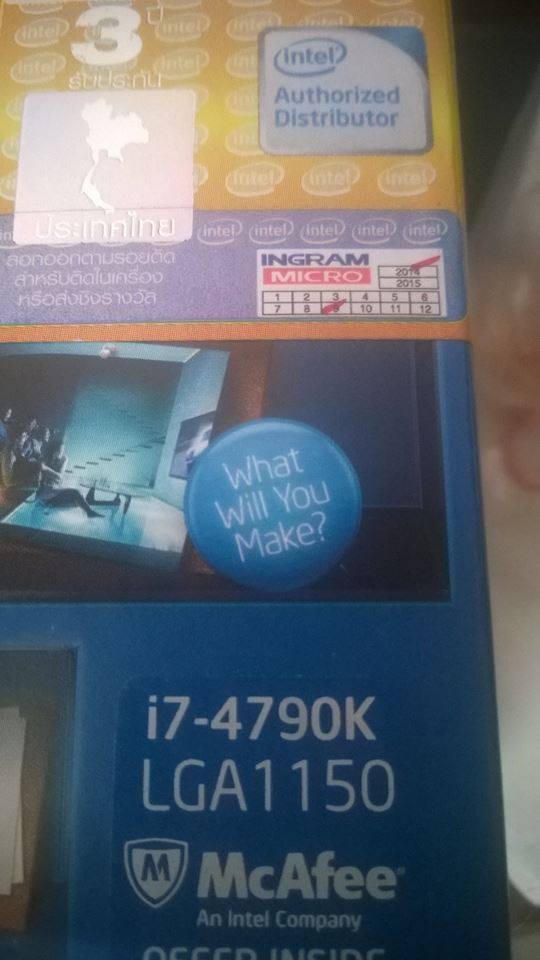 3 ปี
รับประกัน
ประเทศไทย
intel
Authorized
Distributor
intel intel intel intel intel
ลอกออกตามรอยตัด
สำหรับติดในเครื่อง
หรือส่งชิงรางวัล
INGRAM
MICRO
2014
2015
1 2 3 4 5 6
7 8 9 10 11 12
What
Will You
Make?
i7-4790K
LGA1150
McAfee
An Intel Company
OFFER INSIDE